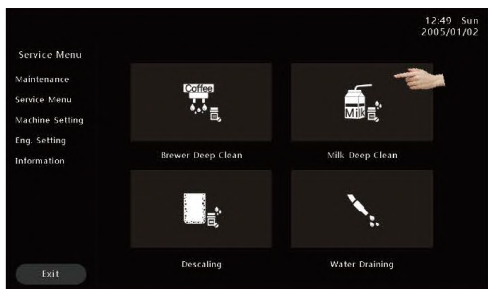 12:49 Sun
2005/01/02
Service Menu
Maintenance
Service Menu
Machine Setting
Eng. Setting
Information
Exit
Coffee
Brewer Deep Clean
Milk
Milk Deep Clean
Descaling
Water Draining